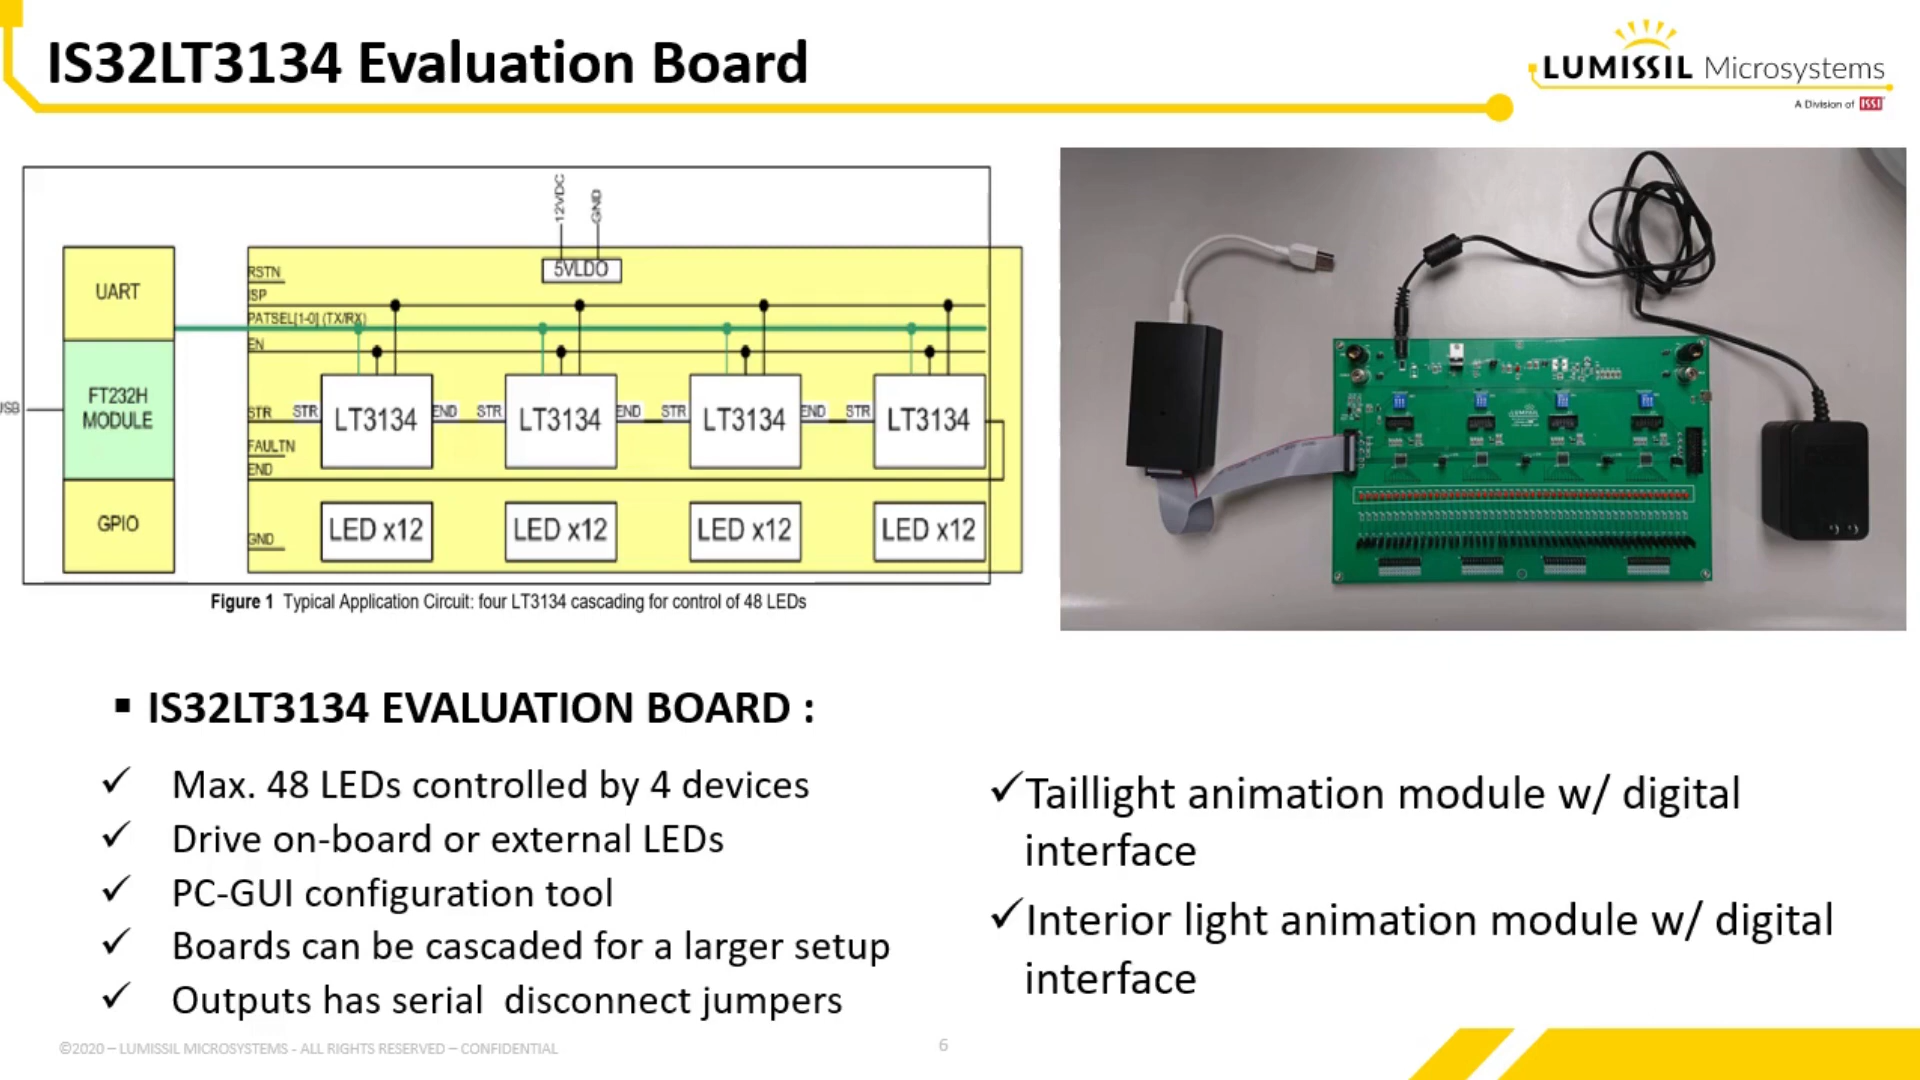 IS32LT3134 Evaluation Board
LUMISSIL Microsystems
A Division of ISSI
12VDC
GND
5VLDO
RSTN
ISP
PATSEL[1-0] (TX/RX)
EN
UART
FT232H
MODULE
GPIO
STR STR LT3134 END STR LT3134 END STR LT3134 END STR LT3134
FAULTN
END
GND
LED x12 LED x12 LED x12 LED x12
Figure 1 Typical Application Circuit: four LT3134 cascading for control of 48 LEDs
▪ IS32LT3134 EVALUATION BOARD :
✓ Max. 48 LEDs controlled by 4 devices
✓ Drive on-board or external LEDs
✓ PC-GUI configuration tool
✓ Boards can be cascaded for a larger setup
✓ Outputs has serial disconnect jumpers
✓Taillight animation module w/ digital
interface
✓Interior light animation module w/ digital
interface
©2020 – LUMISSIL MICROSYSTEMS - ALL RIGHTS RESERVED – CONFIDENTIAL
6